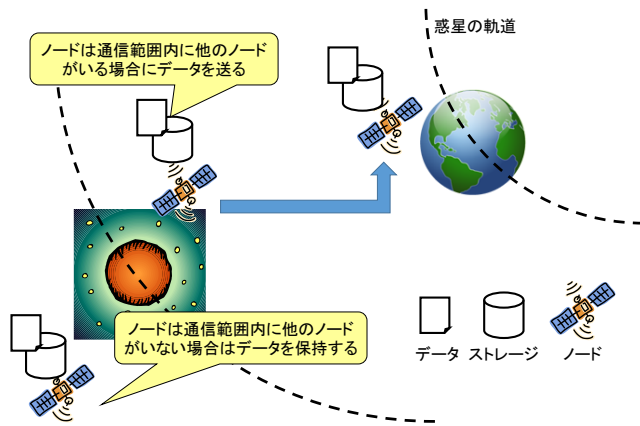 ノードは通信範囲内に他のノード
がいる場合にデータを送る
惑星の軌道
ノードは通信範囲内に他のノード
がいない場合はデータを保持する
データ ストレージ ノード